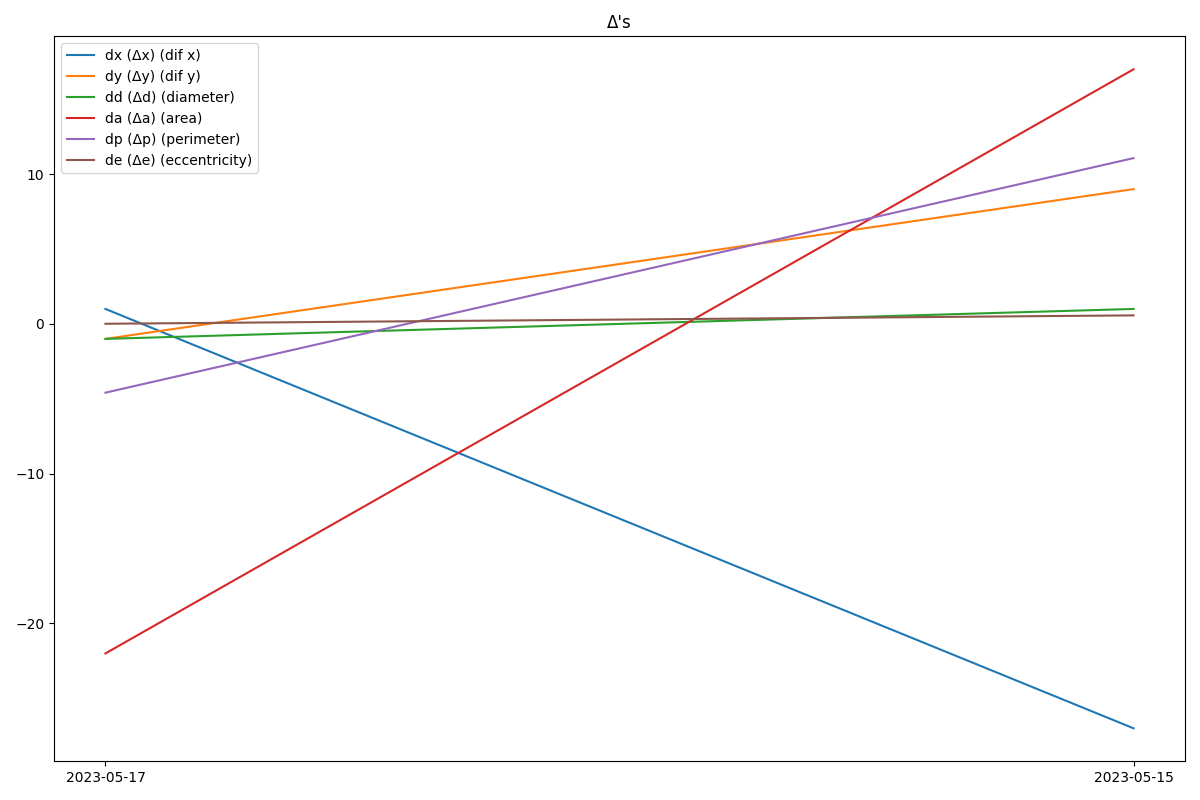 Δ's
dx (Δx) (dif x)
dy (Δy) (dif y)
dd (Δd) (diameter)
da (Δa) (area)
dp (Δp) (perimeter)
de (Δe) (eccentricity)
10
0
−10
−20
2023-05-17
2023-05-15